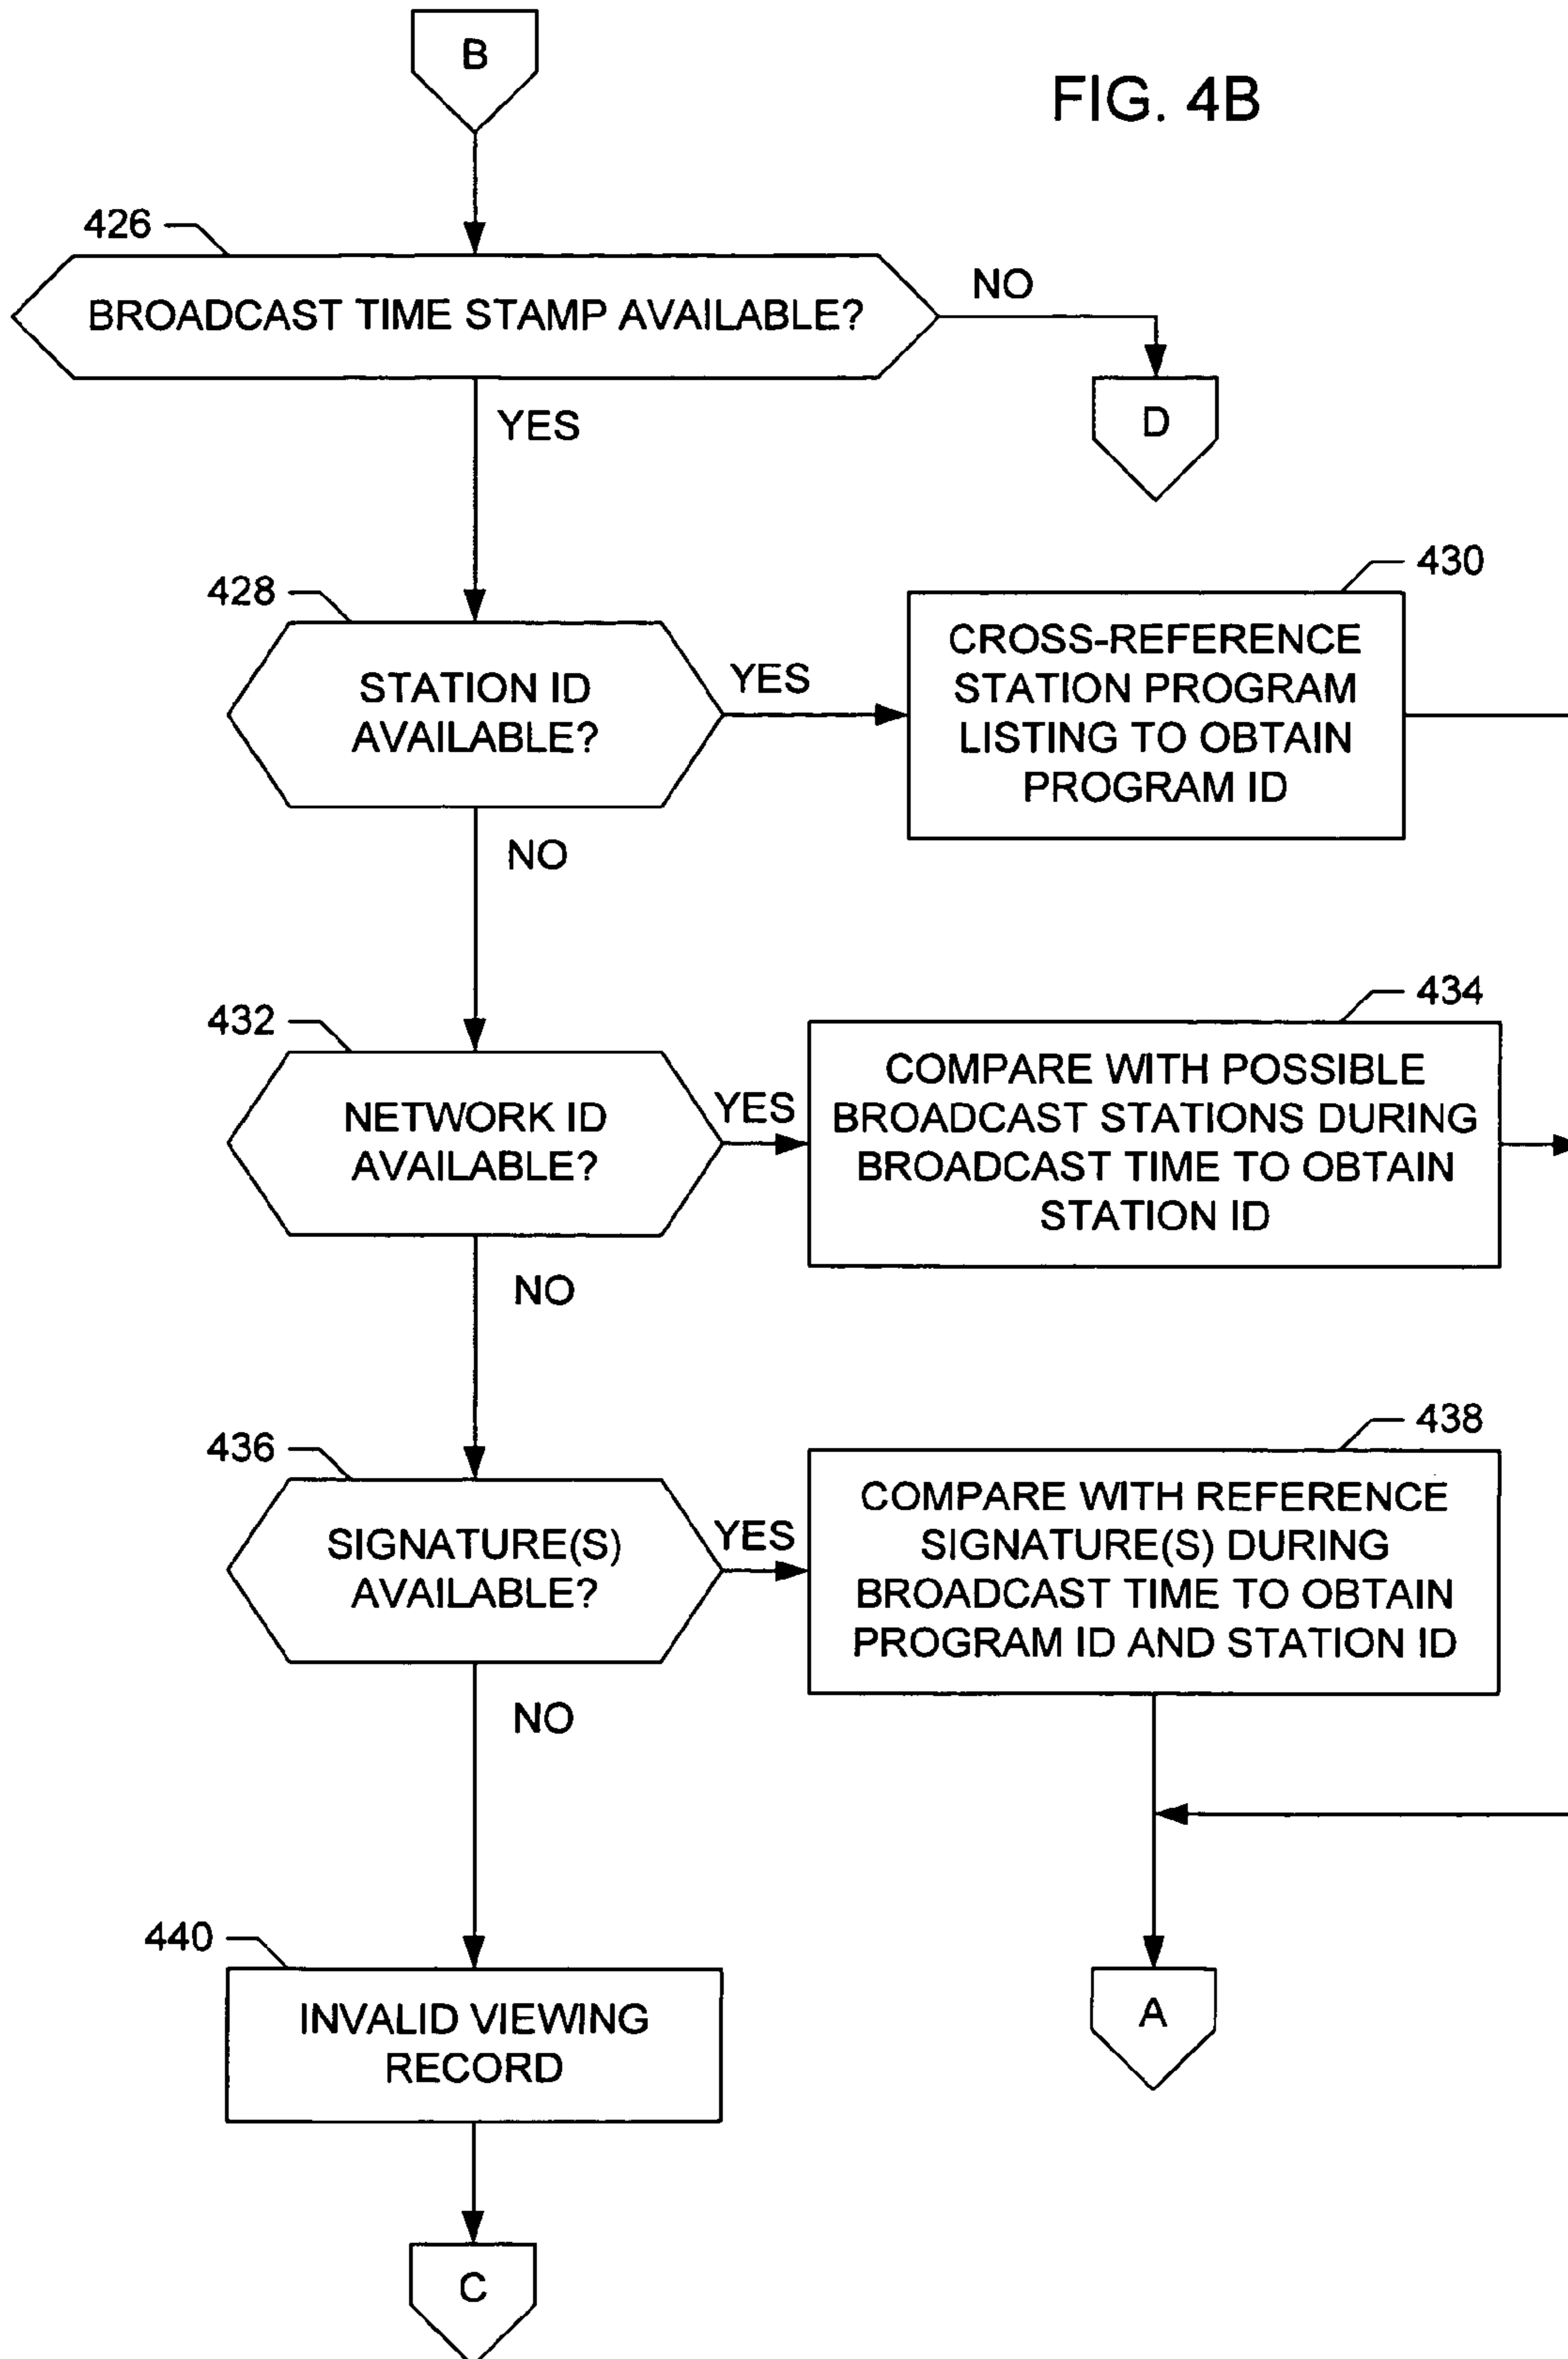 B
FIG. 4B
426
BROADCAST TIME STAMP AVAILABLE?
NO
D
YES
428
STATION ID
AVAILABLE?
YES
430
CROSS-REFERENCE
STATION PROGRAM
LISTING TO OBTAIN
PROGRAM ID
NO
432
NETWORK ID
AVAILABLE?
YES
434
COMPARE WITH POSSIBLE
BROADCAST STATIONS DURING
BROADCAST TIME TO OBTAIN
STATION ID
NO
436
SIGNATURE(S)
AVAILABLE?
YES
438
COMPARE WITH REFERENCE
SIGNATURE(S) DURING
BROADCAST TIME TO OBTAIN
PROGRAM ID AND STATION ID
NO
440
INVALID VIEWING
RECORD
A
C